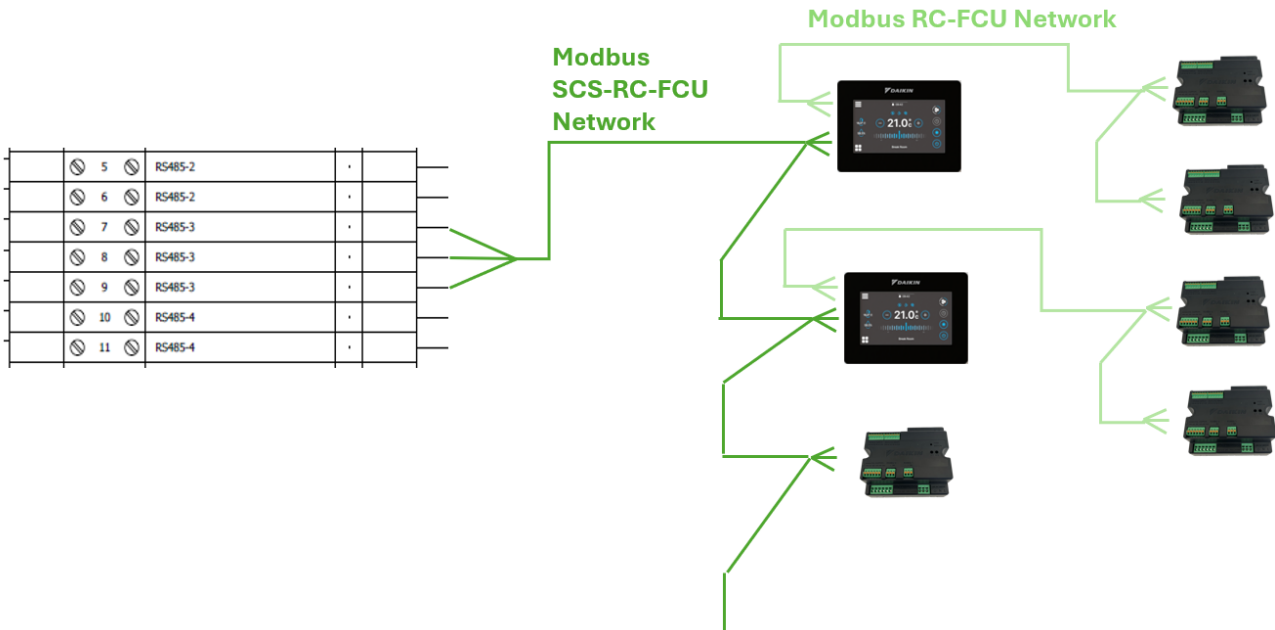 Modbus RC-FCU Network
Modbus
SCS-RC-FCU
Network
DAIKIN
21.0
5 RS485-2
6 RS485-2
7 RS485-3
8 RS485-3
9 RS485-3
10 RS485-4
11 RS485-4
DAIKIN
21.0
DAIKIN